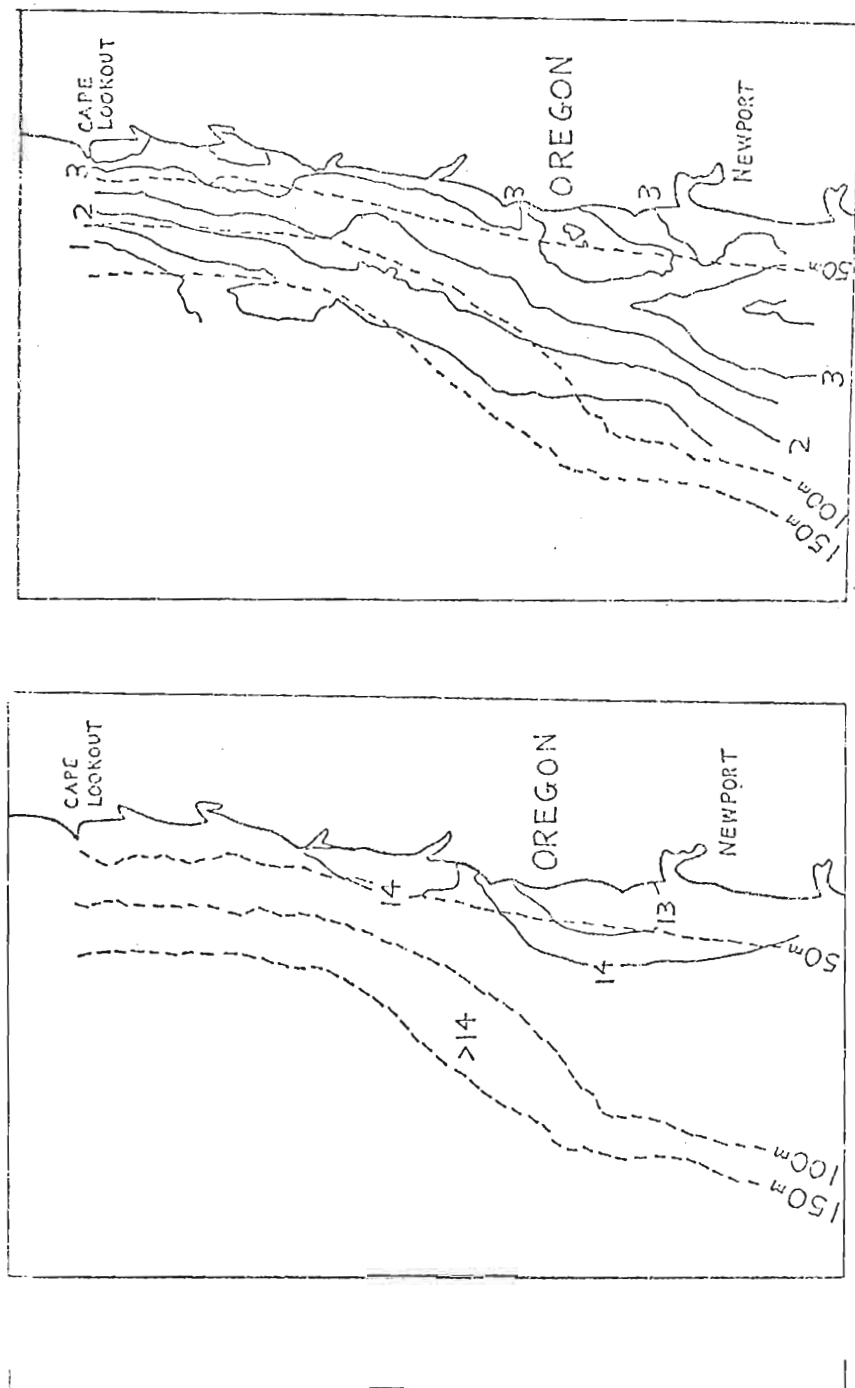 CAPE
LOOKOUT
3
2
1
3
OREGON
3
NEWPORT
50m
3
2
100m
150m
CAPE
LOOKOUT
OREGON
14
NEWPORT
13
14
50m
>14
100m
150m